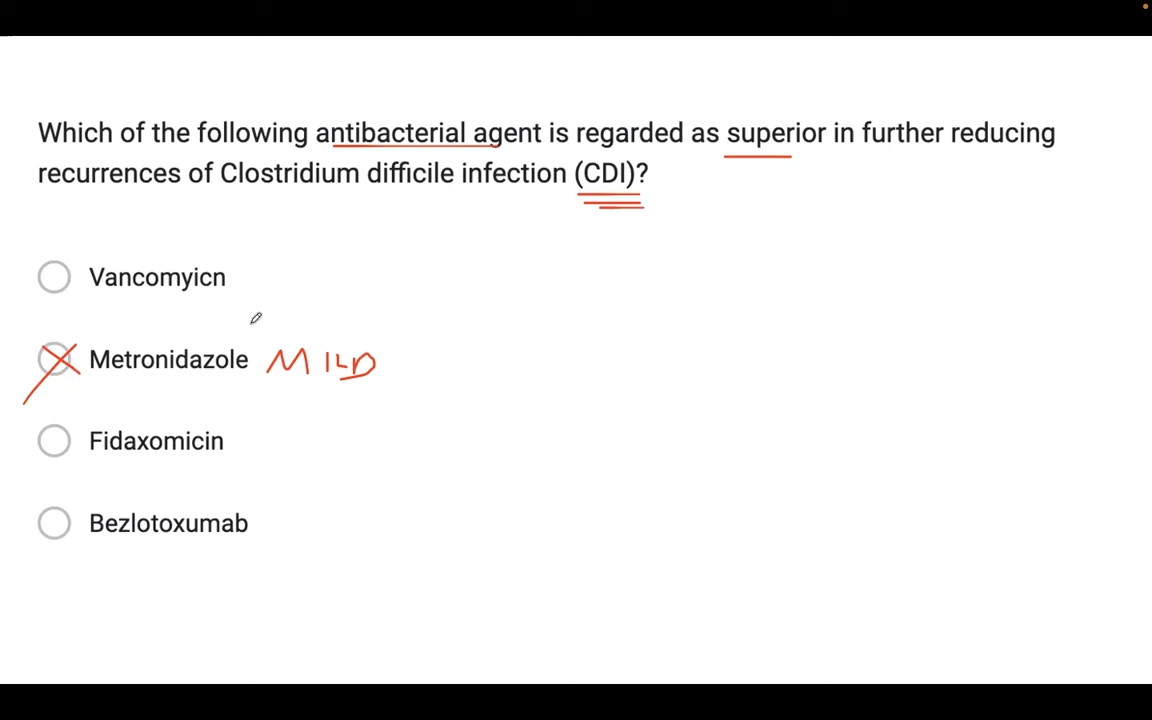 Which of the following antibacterial agent is regarded as superior in further reducing
recurrences of Clostridium difficile infection (CDI)?
Vancomyicn
Metronidazole MILD
Fidaxomicin
Bezlotoxumab